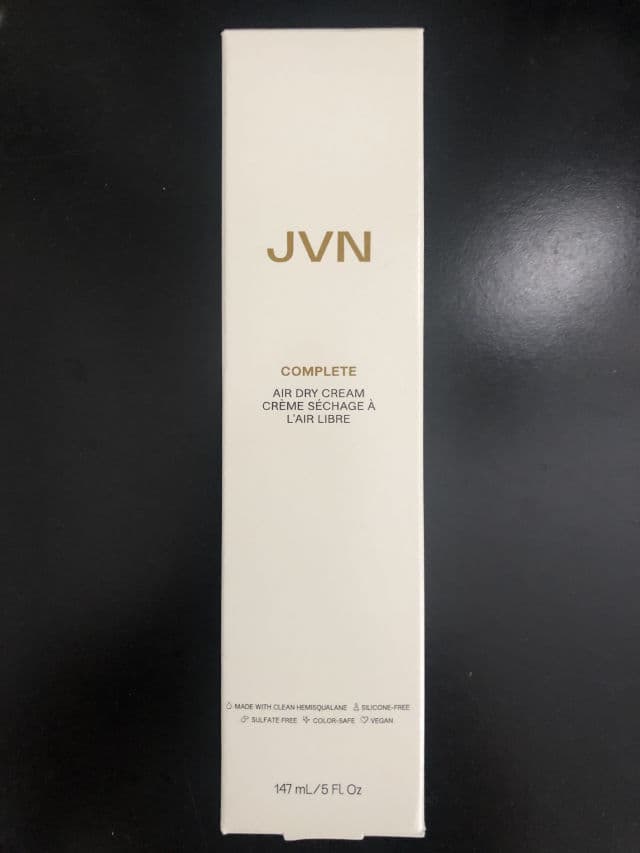 JVN
COMPLETE
AIR DRY CREAM
CRÈME SÉCHAGE À
L'AIR LIBRE
MADE WITH CLEAN HEMISQUALANE SILICONE-FREE
SULFATE FREE COLOR-SAFE VEGAN
147 mL/5 Fl. Oz